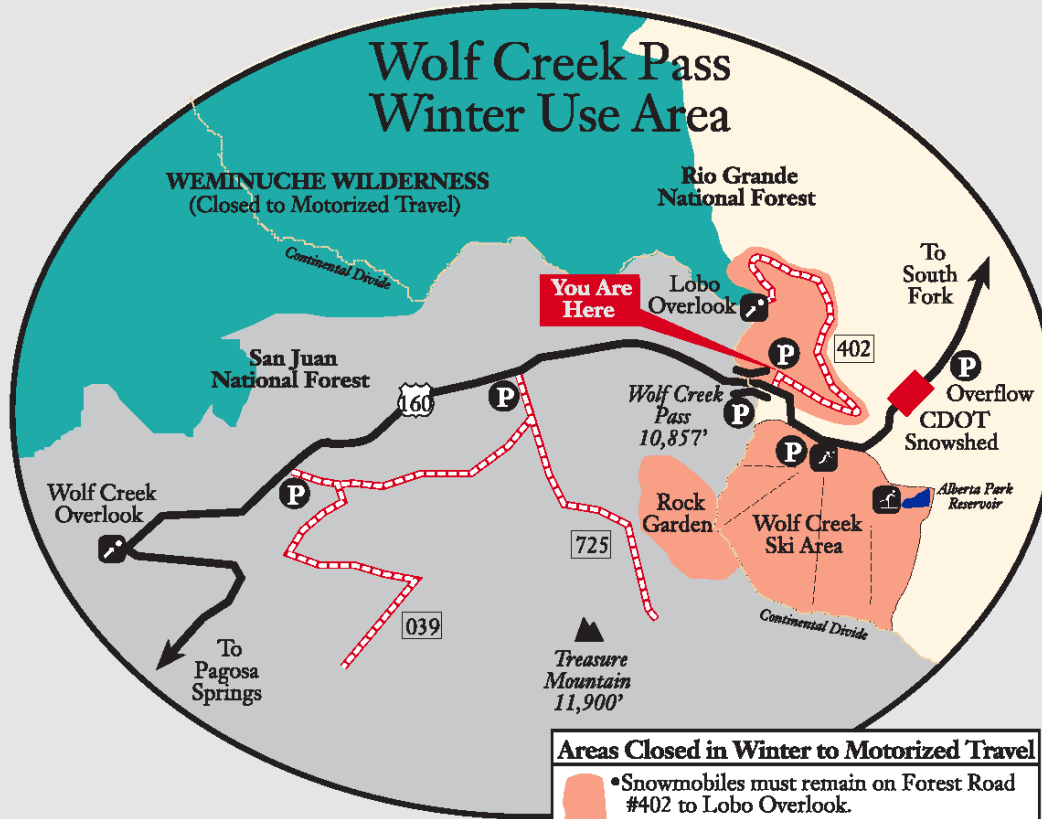 Wolf Creek Pass
Winter Use Area
WEMINUCHE WILDERNESS
(Closed to Motorized Travel)
Continental Divide
Rio Grande
National Forest
To
South
Fork
You Are
Here
Lobo
Overlook
402
P
P
Overflow
CDOT
Snowshed
San Juan
National Forest
160
P
Wolf Creek
Pass
10,857’
P
P
Wolf Creek
Overlook
P
Rock
Garden
Wolf Creek
Ski Area
Alberta Park
Reservoir
725
039
Continental Divide
To
Pagosa
Springs
Treasure
Mountain
11,900’
Areas Closed in Winter to Motorized Travel
•Snowmobiles must remain on Forest Road
#402 to Lobo Overlook.